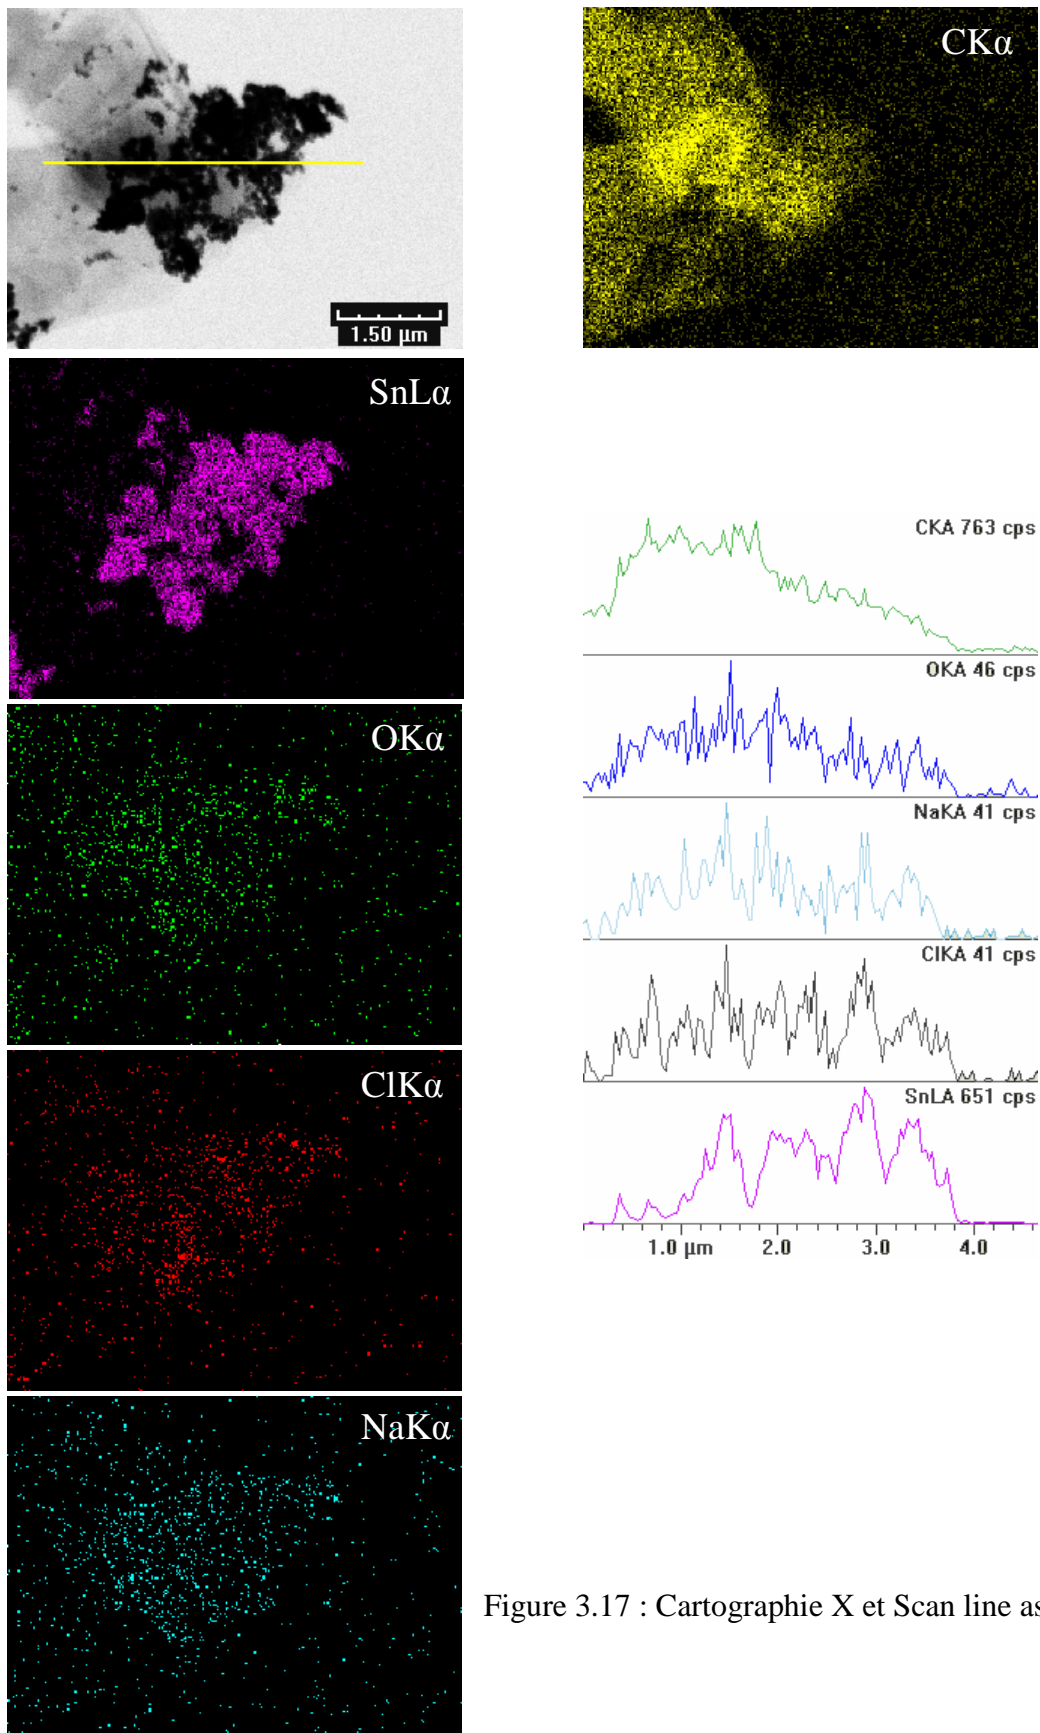 CKα
1.50 µm
SnLα
CKA 763 cps
OKA 46 cps
OKα
NaKA 41 cps
ClKA 41 cps
ClKα
SnLA 651 cps
1.0 µm 2.0 3.0 4.0
NaKα
Figure 3.17 : Cartographie X et Scan line as